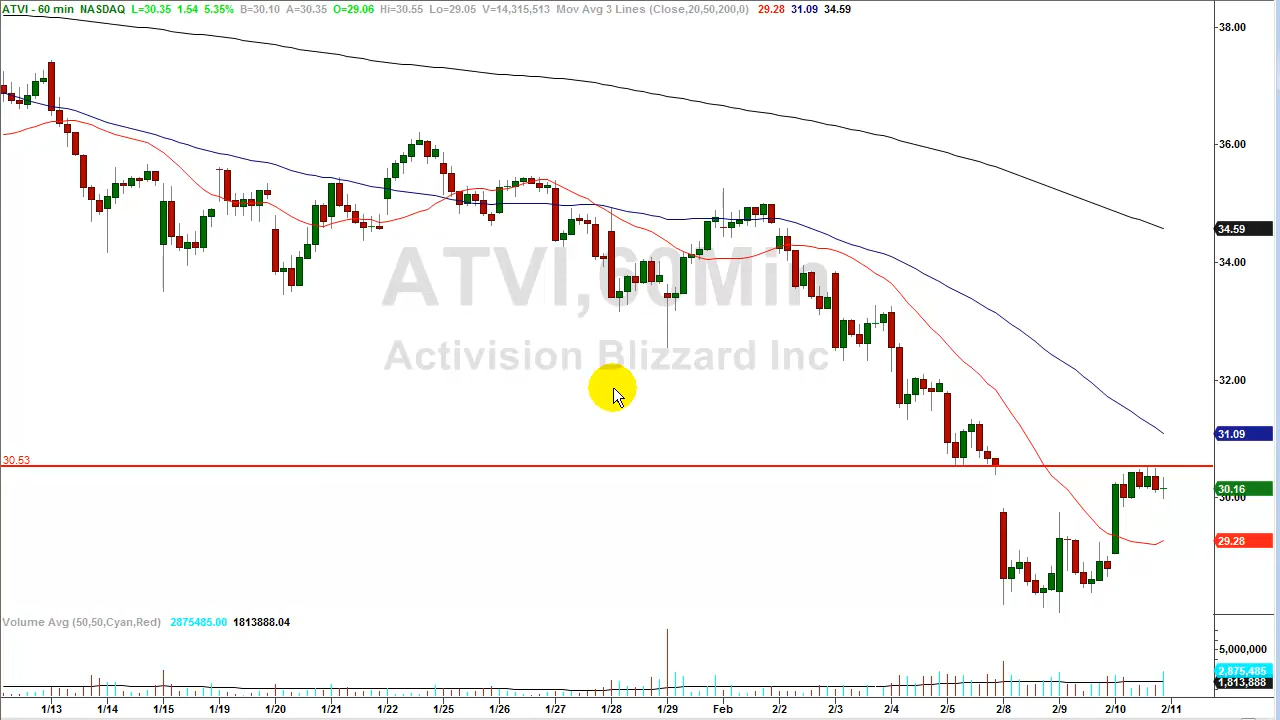 ATVI - 60 min NASDAQ L=30.35 1.54 5.35% B=30.10 A=30.35 O=29.06 Hi=30.55 Lo=29.05 V=14,315,513 Mov Avg 3 Lines (Close,20,50,200,0) 29.28 31.09 34.59
38.00
36.00
34.59
34.00
ATVI,60Min
Activision Blizzard Inc
32.00
31.09
30.53
30.16
30.00
29.28
Volume Avg (50,50,Cyan,Red) 2875485.00 1813888.04
5,000,000
2,875,485
1,813,888
1/13 1/14 1/15 1/19 1/20 1/21 1/22 1/25 1/26 1/27 1/28 1/29 Feb 2/2 2/3 2/4 2/5 2/8 2/9 2/10 2/11